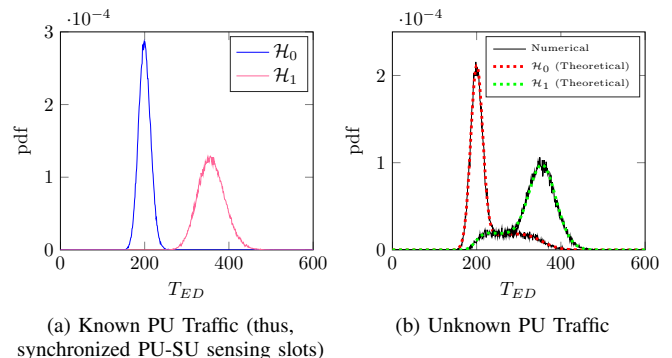 ·10⁻⁴
3
2
1
0
pdf
0 200 400 600
T_ED
H₀
H₁
(a) Known PU Traffic (thus,
synchronized PU-SU sensing slots)
·10⁻⁴
2
1
0
pdf
0 200 400 600
T_ED
Numerical
H₀ (Theoretical)
H₁ (Theoretical)
(b) Unknown PU Traffic